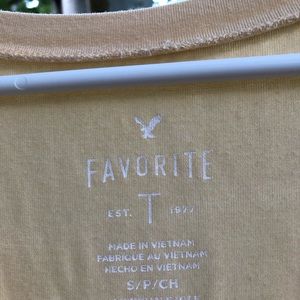 FAVORITE
EST. T 1977
MADE IN VIETNAM
FABRIQUE AU VIETNAM
HECHO EN VIETNAM
S/P/CH